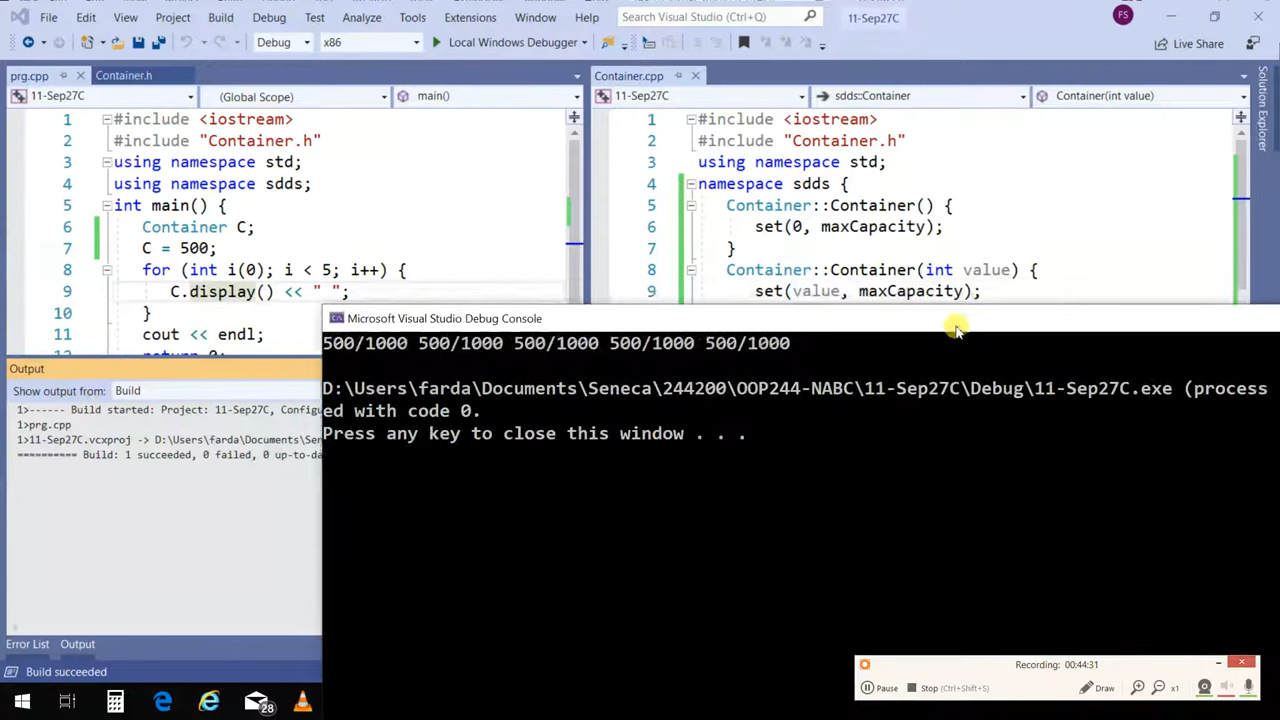 File Edit View Project Build Debug Test Analyze Tools Extensions Window Help Search Visual Studio (Ctrl+Q) 11-Sep27C FS
Debug x86 Local Windows Debugger Live Share
prg.cpp Container.h
11-Sep27C (Global Scope) main()
1 #include <iostream>
2 #include "Container.h"
3 using namespace std;
4 using namespace sdds;
5 int main() {
6 Container C;
7 C = 500;
8 for (int i(0); i < 5; i++) {
9 C.display() << " ";
10 }
11 cout << endl;
12 return 0;
Container.cpp
11-Sep27C sdds::Container Container(int value)
1 #include <iostream>
2 #include "Container.h"
3 using namespace std;
4 namespace sdds {
5 Container::Container() {
6 set(0, maxCapacity);
7 }
8 Container::Container(int value) {
9 set(value, maxCapacity);
Solution Explorer
Output
Show output from: Build
1>------ Build started: Project: 11-Sep27C, Configu
1>prg.cpp
1>11-Sep27C.vcxproj -> D:\Users\farda\Documents\Sen
========== Build: 1 succeeded, 0 failed, 0 up-to-da
Error List Output
Build succeeded
Microsoft Visual Studio Debug Console
500/1000 500/1000 500/1000 500/1000 500/1000
D:\Users\farda\Documents\Seneca\244200\OOP244-NABC\11-Sep27C\Debug\11-Sep27C.exe (process
ed with code 0.
Press any key to close this window . . .
Recording: 00:44:31
Pause Stop (Ctrl+Shift+S) Draw x1
28